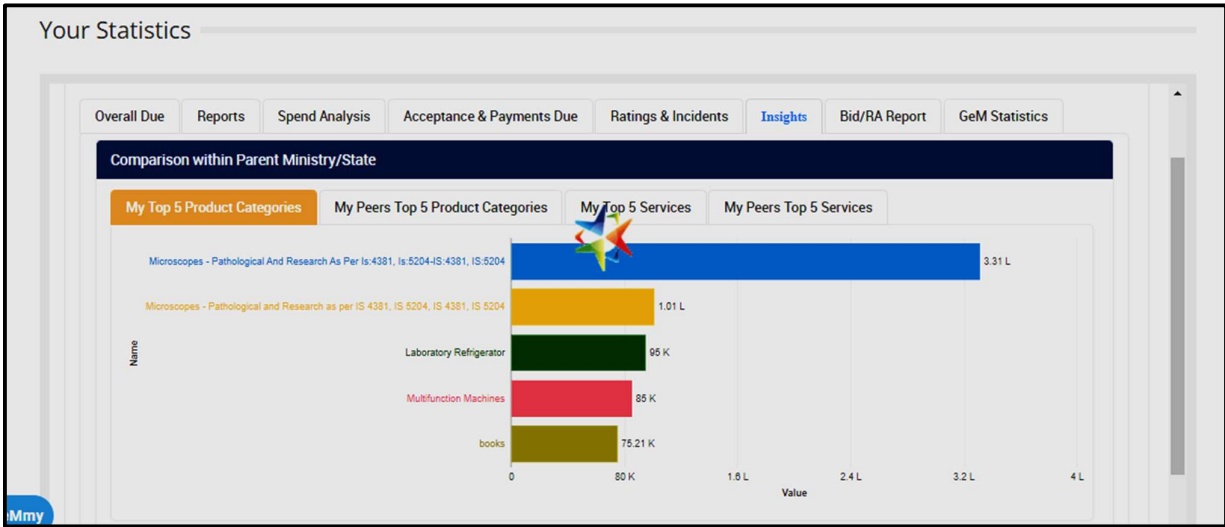 Your Statistics
Overall Due Reports Spend Analysis Acceptance & Payments Due Ratings & Incidents Insights Bid/RA Report GeM Statistics
Comparison within Parent Ministry/State
My Top 5 Product Categories My Peers Top 5 Product Categories My Top 5 Services My Peers Top 5 Services
Microscopes - Pathological And Research As Per Is:4381, Is:5204-IS:4381, IS:5204 3.31 L
Microscopes - Pathological and Research as per IS 4381, IS 5204, IS 4381, IS 5204 1.01 L
Name
Laboratory Refrigerator 95 K
Multifunction Machines 85 K
books 75.21 K
0 80 K 1.6 L 2.4 L 3.2 L 4 L
Value
eMmy